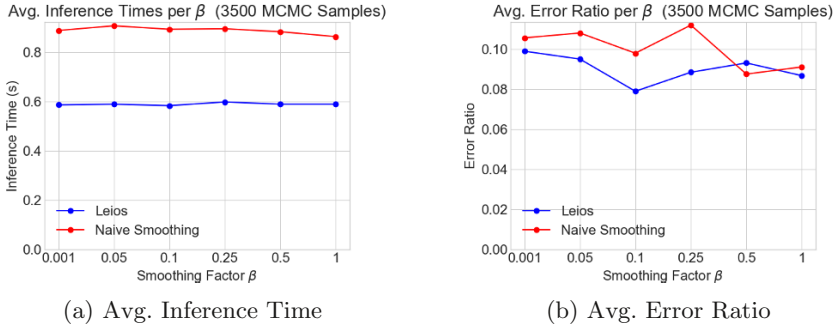 Avg. Inference Times per β (3500 MCMC Samples)
Inference Time (s)
0.8
0.6
0.4
0.2
0.0
Leios
Naive Smoothing
0.001 0.05 0.1 0.25 0.5 1
Smoothing Factor β
(a) Avg. Inference Time
Avg. Error Ratio per β (3500 MCMC Samples)
Error Ratio
0.10
0.08
0.06
0.04
0.02
0.00
Leios
Naive Smoothing
0.001 0.05 0.1 0.25 0.5 1
Smoothing Factor β
(b) Avg. Error Ratio